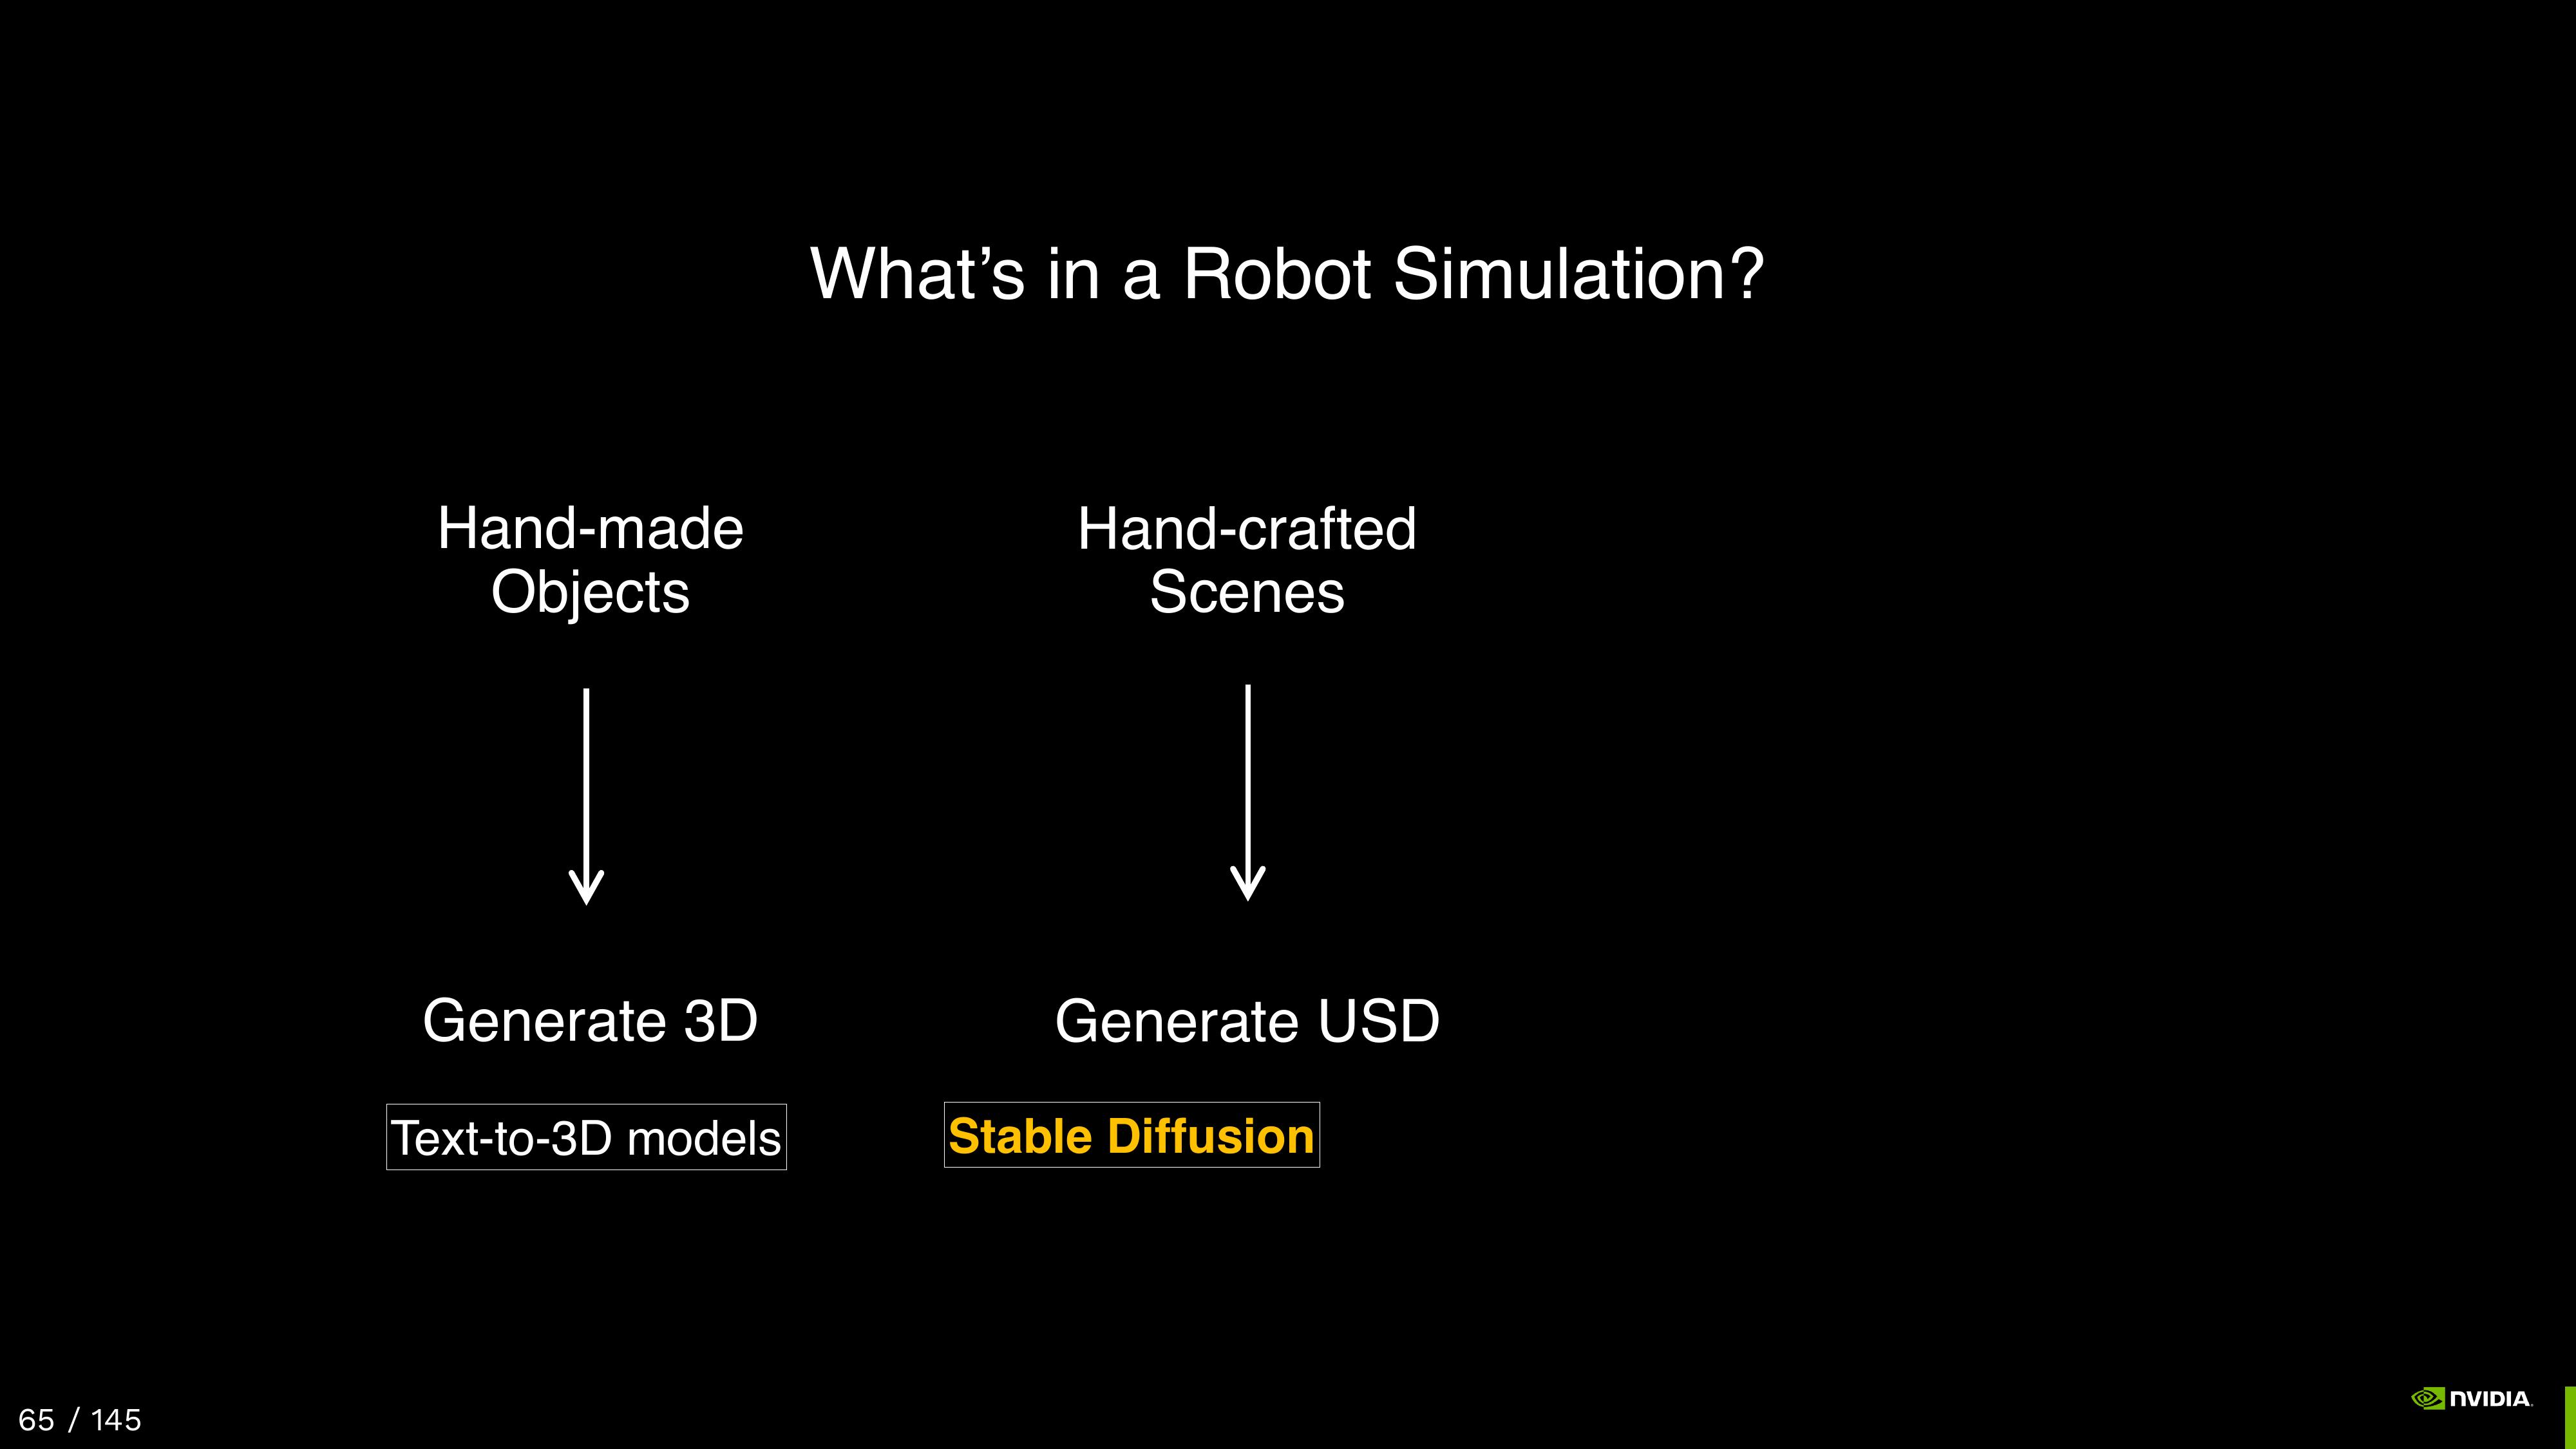 What’s in a Robot Simulation?
Hand-made
Objects
Hand-crafted
Scenes
Generate 3D
Generate USD
Text-to-3D models
Stable Diffusion
65 / 145
NVIDIA.